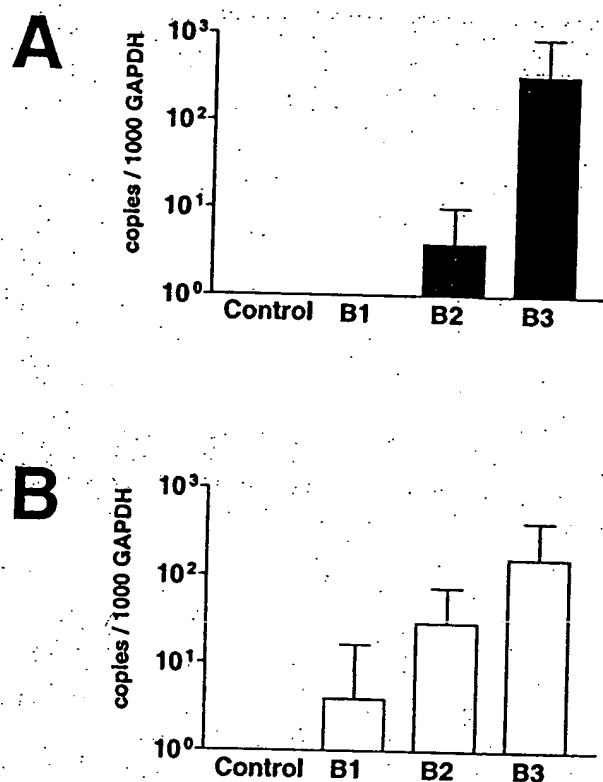 A
copies / 1000 GAPDH
10³
10²
10¹
10⁰
Control B1 B2 B3
B
copies / 1000 GAPDH
10³
10²
10¹
10⁰
Control B1 B2 B3